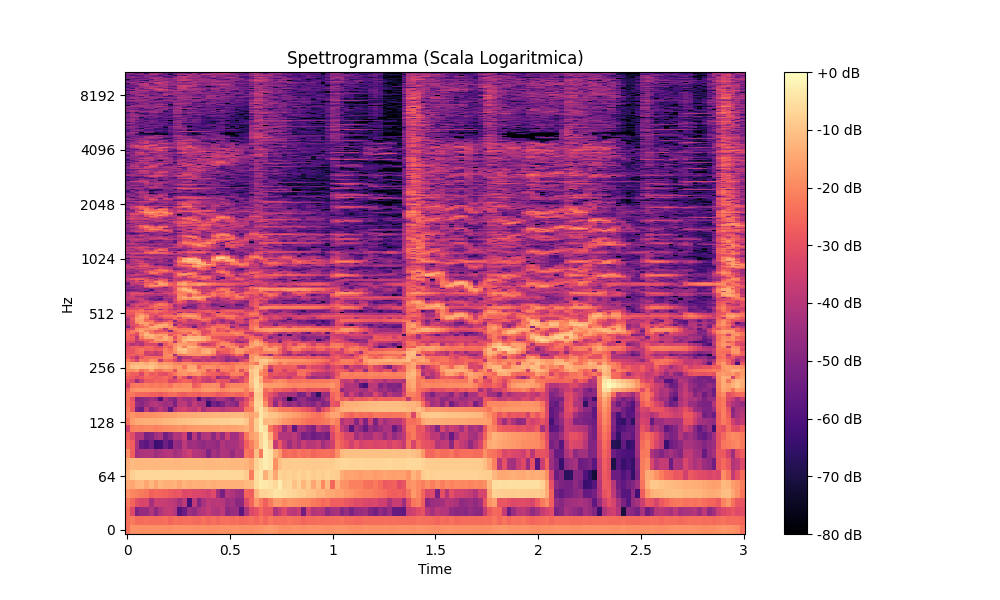 Spettrogramma (Scala Logaritmica)
Hz
8192
4096
2048
1024
512
256
128
64
0
0
0.5
1
1.5
2
2.5
3
Time
+0 dB
-10 dB
-20 dB
-30 dB
-40 dB
-50 dB
-60 dB
-70 dB
-80 dB